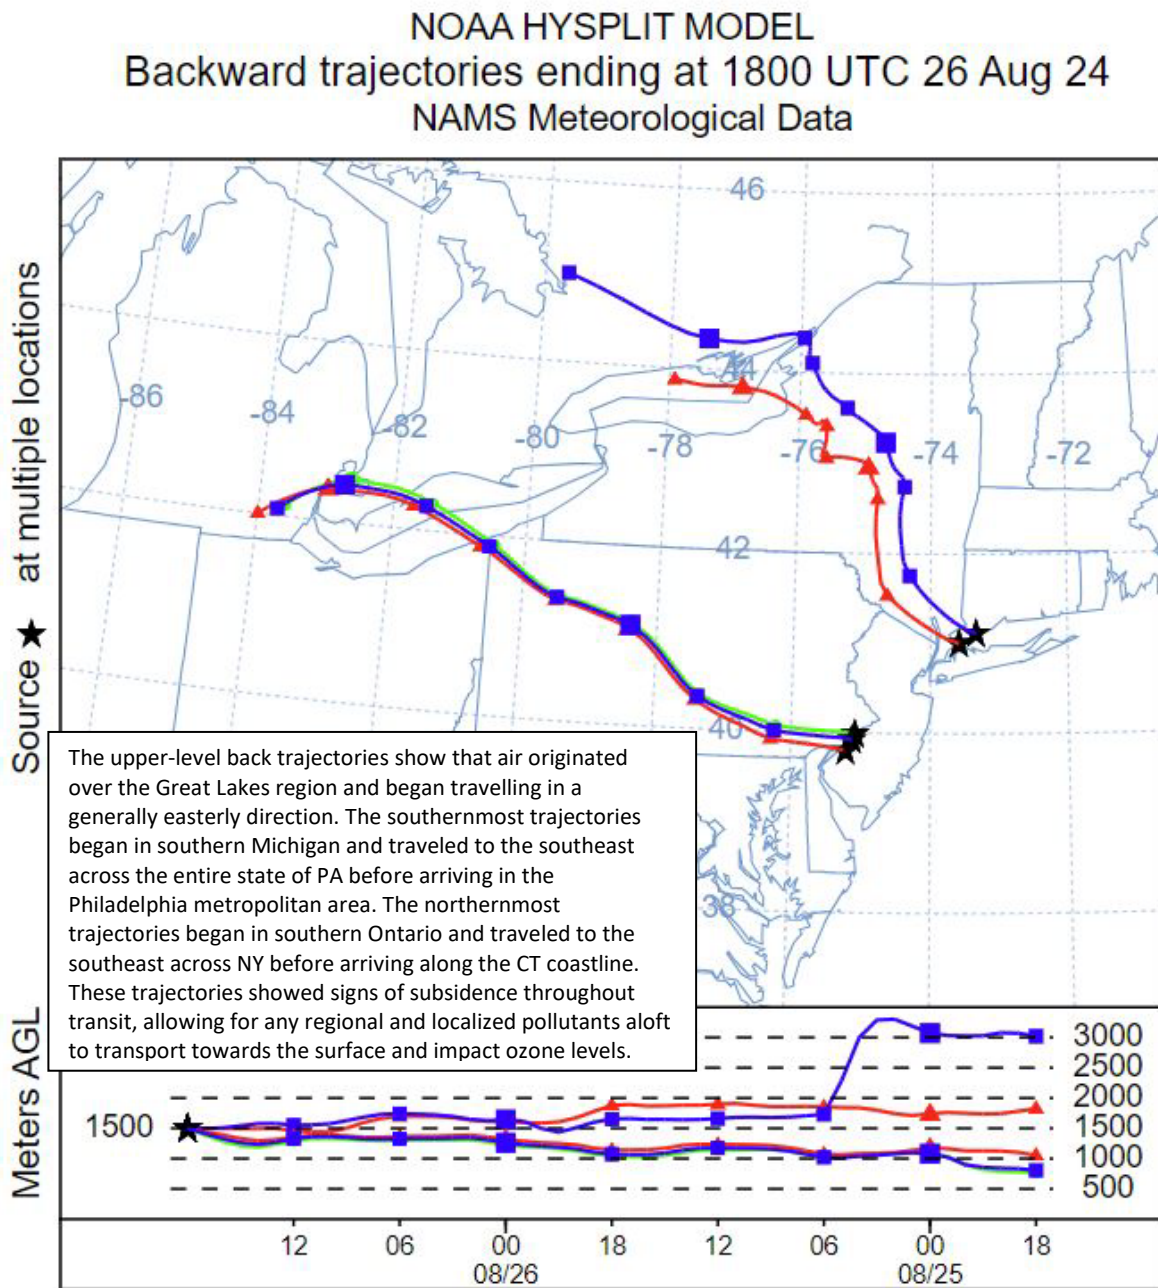 NOAA HYSPLIT MODEL
Backward trajectories ending at 1800 UTC 26 Aug 24
NAMS Meteorological Data
Source ★ at multiple locations
46
-86
-84
-82
-80
-78
-76
44
-74
-72
42
40
38
The upper-level back trajectories show that air originated
over the Great Lakes region and began travelling in a
generally easterly direction. The southernmost trajectories
began in southern Michigan and traveled to the southeast
across the entire state of PA before arriving in the
Philadelphia metropolitan area. The northernmost
trajectories began in southern Ontario and traveled to the
southeast across NY before arriving along the CT coastline.
These trajectories showed signs of subsidence throughout
transit, allowing for any regional and localized pollutants aloft
to transport towards the surface and impact ozone levels.
Meters AGL
1500
3000
2500
2000
1500
1000
500
12 06 00 18 12 06 00 18
08/26 08/25